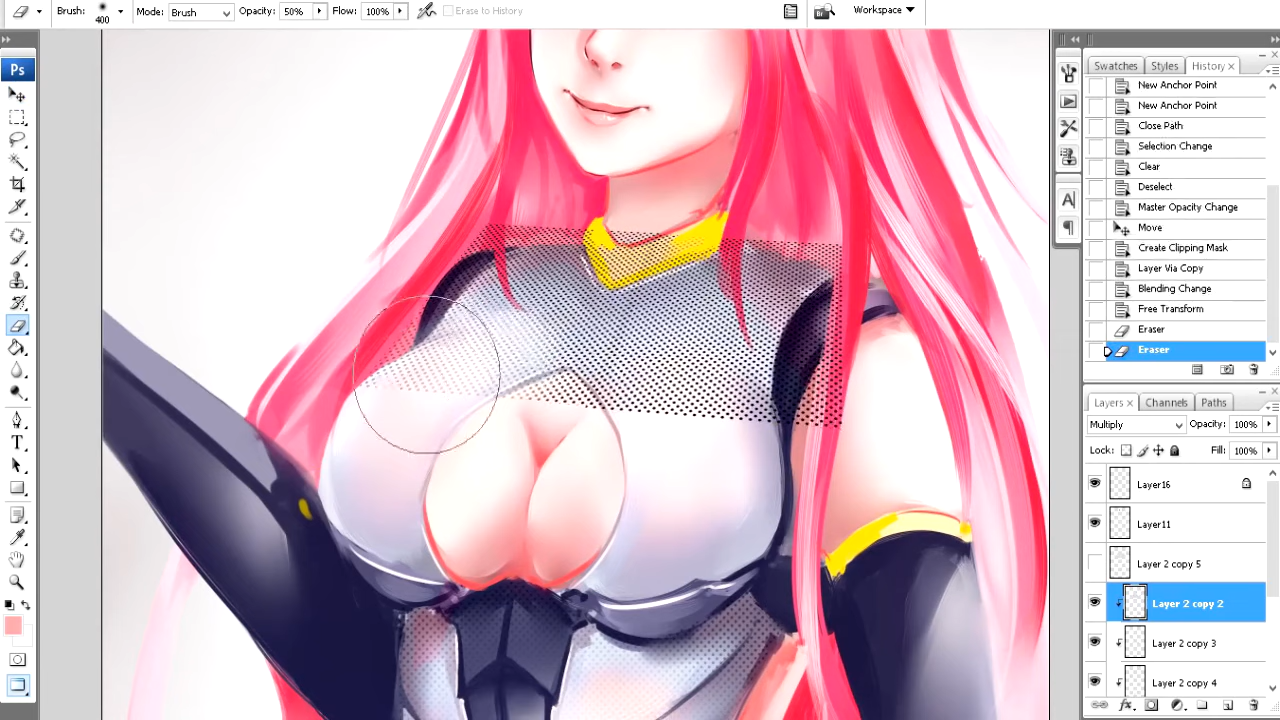 Brush: 400 Mode: Brush Opacity: 50% Flow: 100% Erase to History Workspace
Ps
Swatches Styles History
New Anchor Point
New Anchor Point
Close Path
Selection Change
Clear
Deselect
Master Opacity Change
Move
Create Clipping Mask
Layer Via Copy
Blending Change
Free Transform
Eraser
Eraser
Layers Channels Paths
Multiply Opacity: 100%
Lock: Fill: 100%
Layer16
Layer11
Layer 2 copy 5
Layer 2 copy 2
Layer 2 copy 3
Layer 2 copy 4